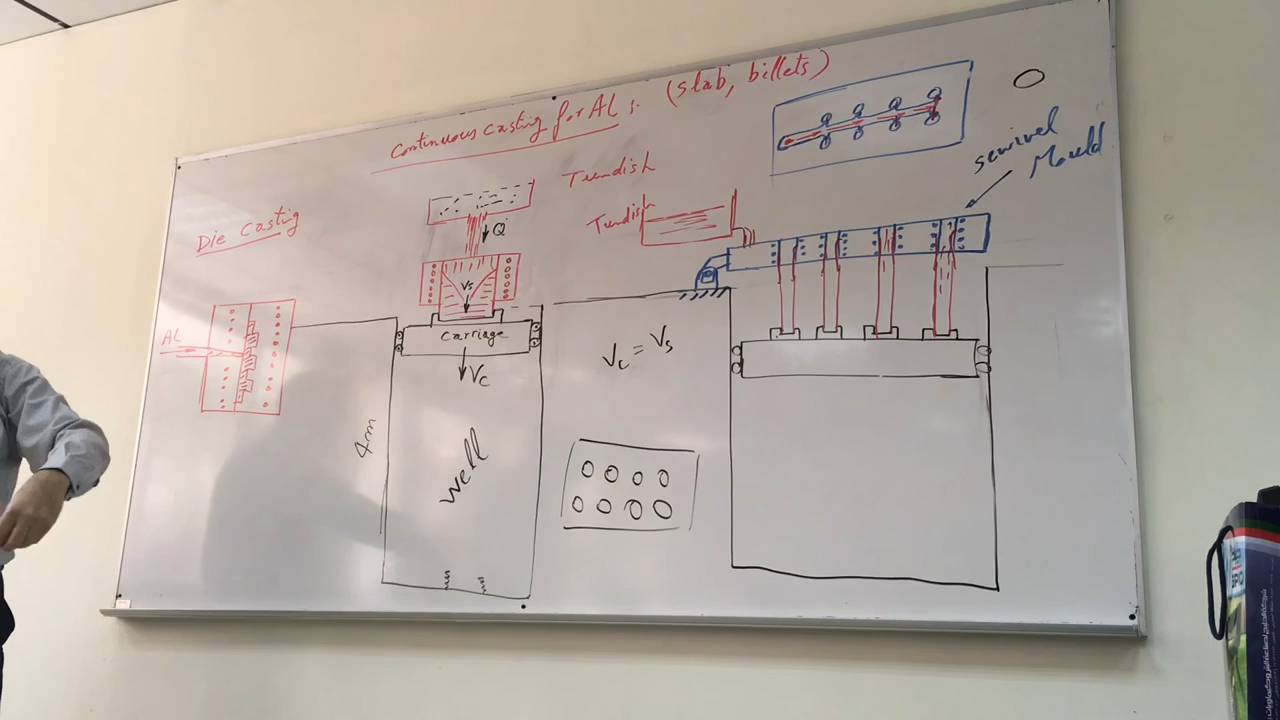 Continuous casting for AL :- (slab, billets)
Die casting
AL
Tundish
Q
Vs
Carriage
Vc
4m
Well
Tundish
Vc = Vs
Mould